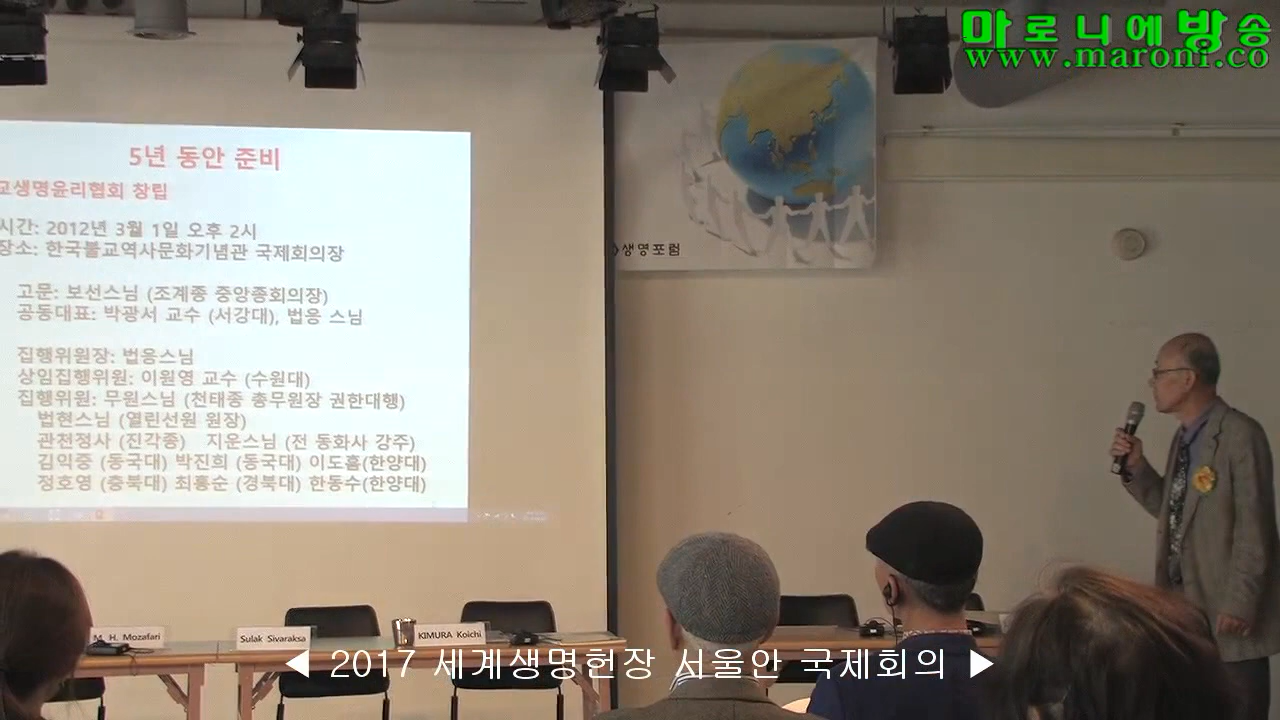 마로니에방송
www.maroni.co
5년 동안 준비
교생명윤리협회 창립
시간: 2012년 3월 1일 오후 2시
장소: 한국불교역사문화기념관 국제회의장
고문: 보선스님 (조계종 중앙종회의장)
공동대표: 박광서 교수 (서강대), 법응 스님
집행위원장: 법응스님
상임집행위원: 이원영 교수 (수원대)
집행위원: 무원스님 (천태종 총무원장 권한대행)
법현스님 (열린선원 원장)
관천정사 (진각종) 지운스님 (전 동화사 강주)
김익중 (동국대) 박진희 (동국대) 이도흠(한양대)
정호영 (충북대) 최홍순 (경북대) 한동수(한양대)
생명포럼
M. H. Mozafari
Sulak Sivaraksa
KIMURA Koichi
◀ 2017 세계생명헌장 서울안 국제회의 ▶